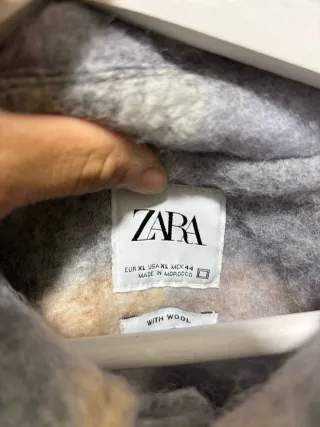 ZARA
EUR XL USA XL MEX 44
MADE IN MOROCCO
WITH WOOL